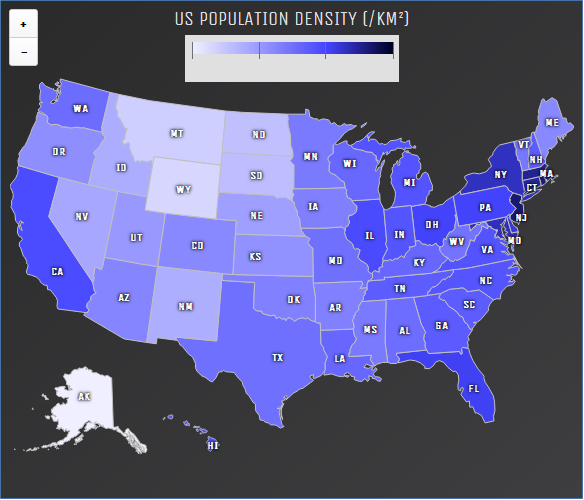 +
US POPULATION DENSITY (/KM²)
−
WA
ME
MT
ND
OR
VT
MN
NH
WI
ID
NY
MA
SD
MI
WY
CT
IA
PA
NV
NE
NJ
OH
UT
IL
IN
MD
CO
WV
VA
KS
MO
KY
CA
NC
TN
AZ
OK
SC
NM
AR
GA
MS
AL
TX
LA
FL
AK
HI